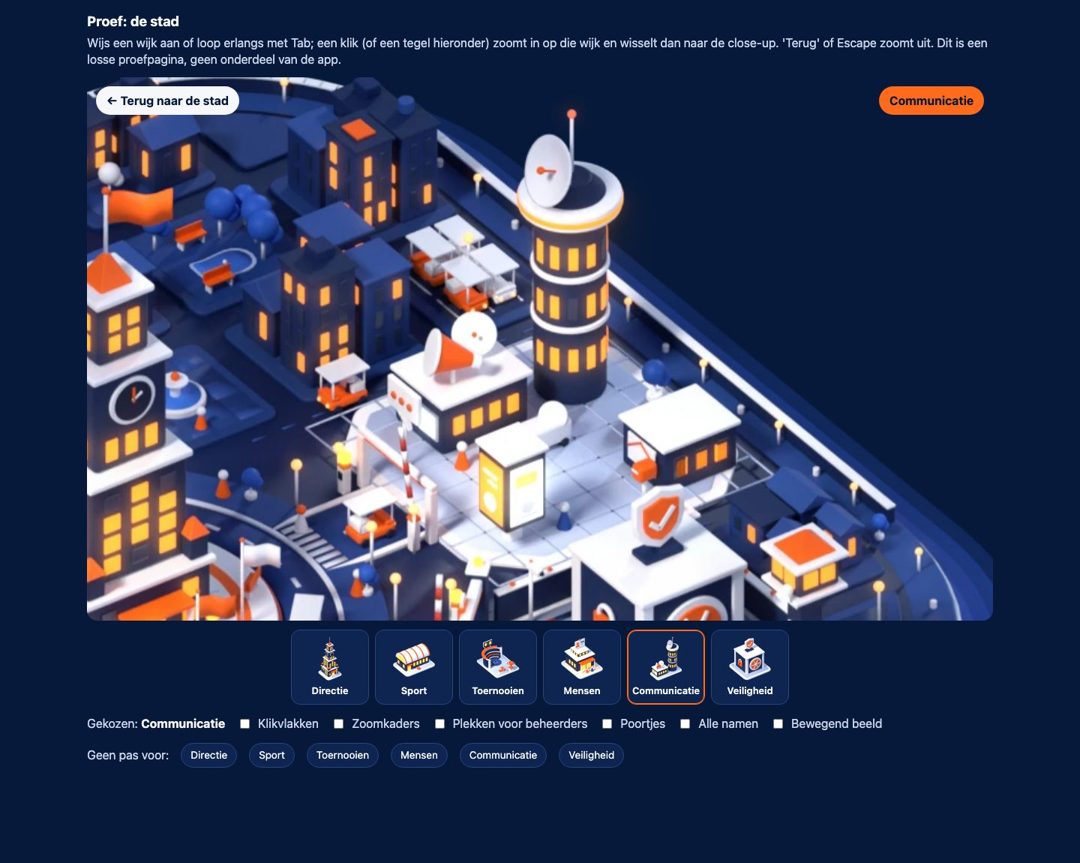 Proef: de stad
Wijs een wijk aan of loop erlangs met Tab; een klik (of een tegel hieronder) zoomt in op die wijk en wisselt dan naar de close-up. 'Terug' of Escape zoomt uit. Dit is een
losse proefpagina, geen onderdeel van de app.
← Terug naar de stad
Communicatie
Directie
Sport
Toernooien
Mensen
Communicatie
Veiligheid
Gekozen: Communicatie Klikvlakken Zoomkaders Plekken voor beheerders Poortjes Alle namen Bewegend beeld
Geen pas voor: Directie Sport Toernooien Mensen Communicatie Veiligheid